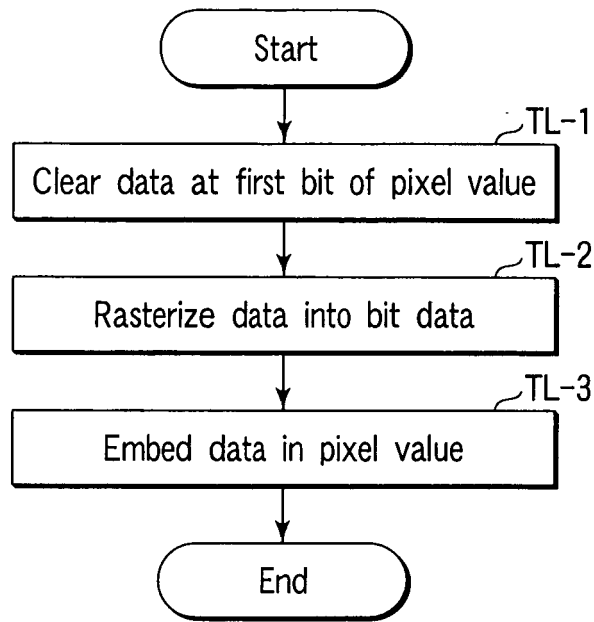 Start
TL-1
Clear data at first bit of pixel value
TL-2
Rasterize data into bit data
TL-3
Embed data in pixel value
End